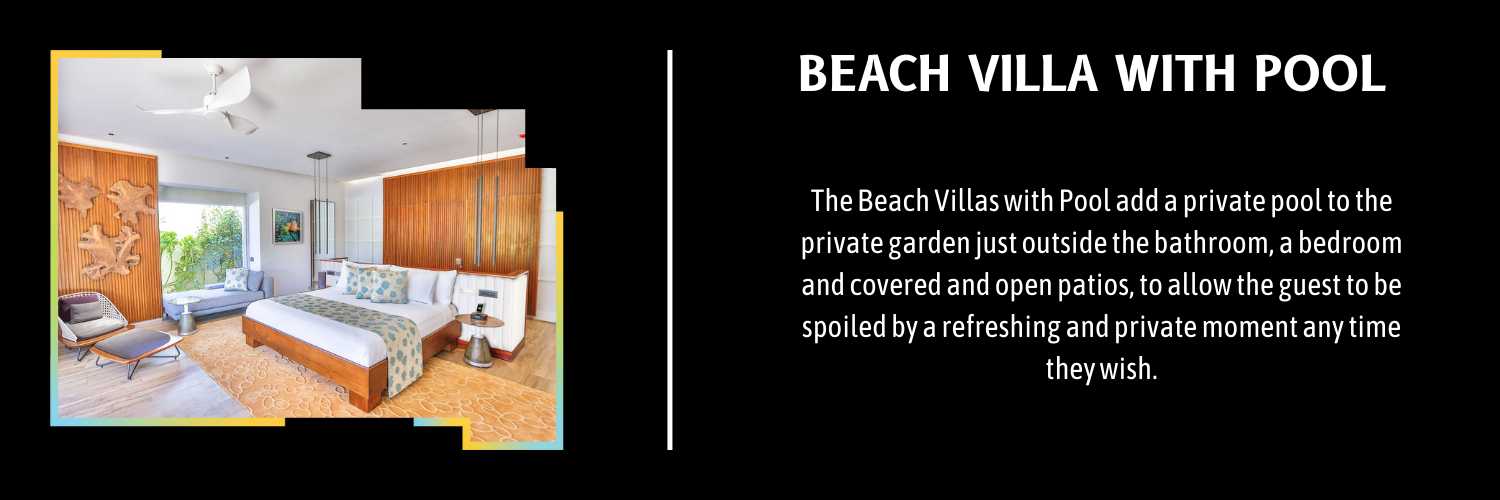 BEACH VILLA WITH POOL
The Beach Villas with Pool add a private pool to the
private garden just outside the bathroom, a bedroom
and covered and open patios, to allow the guest to be
spoiled by a refreshing and private moment any time
they wish.